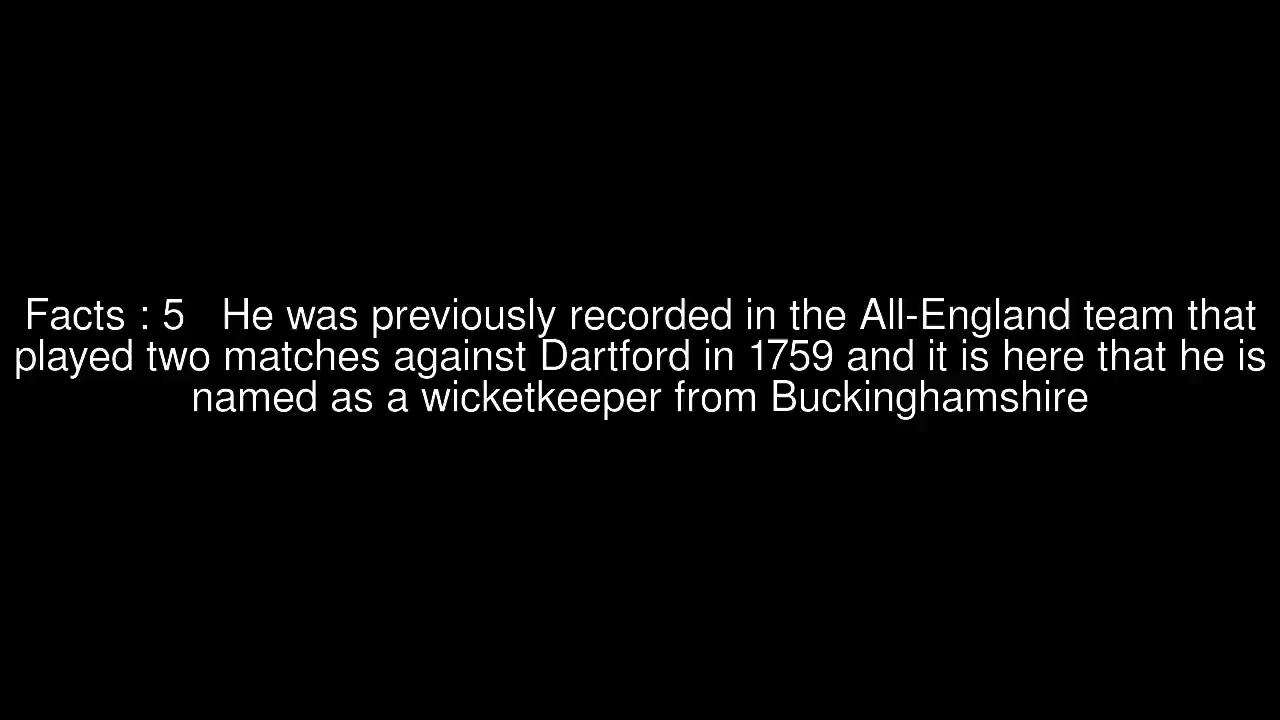 Facts : 5   He was previously recorded in the All-England team that
played two matches against Dartford in 1759 and it is here that he is
named as a wicketkeeper from Buckinghamshire